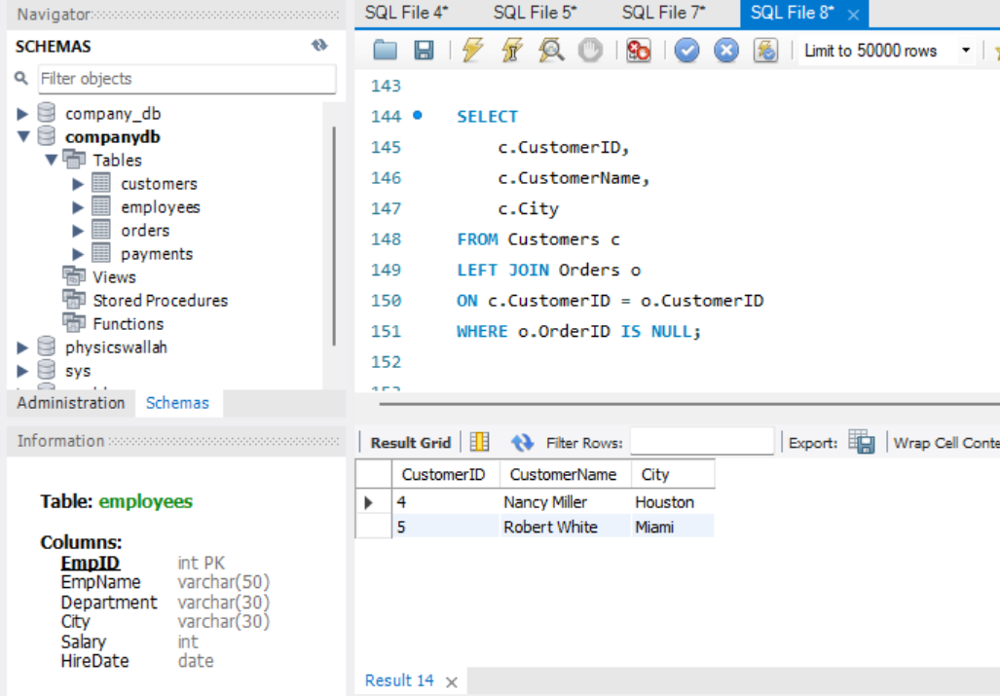 Navigator
SCHEMAS
Filter objects
company_db
companydb
Tables
customers
employees
orders
payments
Views
Stored Procedures
Functions
physicswallah
sys
Administration Schemas
Information
Table: employees
Columns:
EmpID int PK
EmpName varchar(50)
Department varchar(30)
City varchar(30)
Salary int
HireDate date
SQL File 4* SQL File 5* SQL File 7* SQL File 8*
Limit to 50000 rows
143
144 SELECT
145 c.CustomerID,
146 c.CustomerName,
147 c.City
148 FROM Customers c
149 LEFT JOIN Orders o
150 ON c.CustomerID = o.CustomerID
151 WHERE o.OrderID IS NULL;
152
Result Grid Filter Rows: Export: Wrap Cell Conte
CustomerID CustomerName City
4 Nancy Miller Houston
5 Robert White Miami
Result 14